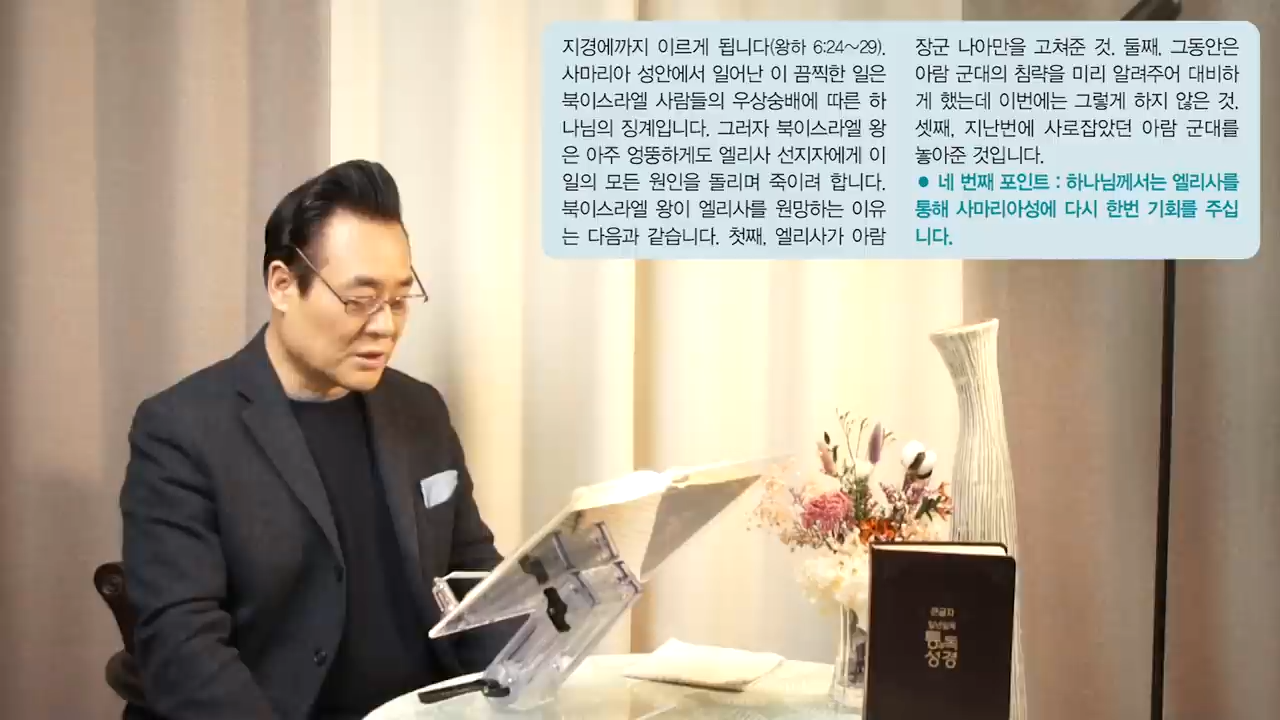 지경에까지 이르게 됩니다(왕하 6:24~29).
사마리아 성안에서 일어난 이 끔찍한 일은
북이스라엘 사람들의 우상숭배에 따른 하
나님의 징계입니다. 그러자 북이스라엘 왕
은 아주 엉뚱하게도 엘리사 선지자에게 이
일의 모든 원인을 돌리며 죽이려 합니다.
북이스라엘 왕이 엘리사를 원망하는 이유
는 다음과 같습니다. 첫째, 엘리사가 아람
장군 나아만을 고쳐준 것. 둘째, 그동안은
아람 군대의 침략을 미리 알려주어 대비하
게 했는데 이번에는 그렇게 하지 않은 것.
셋째, 지난번에 사로잡았던 아람 군대를
놓아준 것입니다.
● 네 번째 포인트 : 하나님께서는 엘리사를
통해 사마리아성에 다시 한번 기회를 주십
니다.
큰글자
일년일독
통독
성경